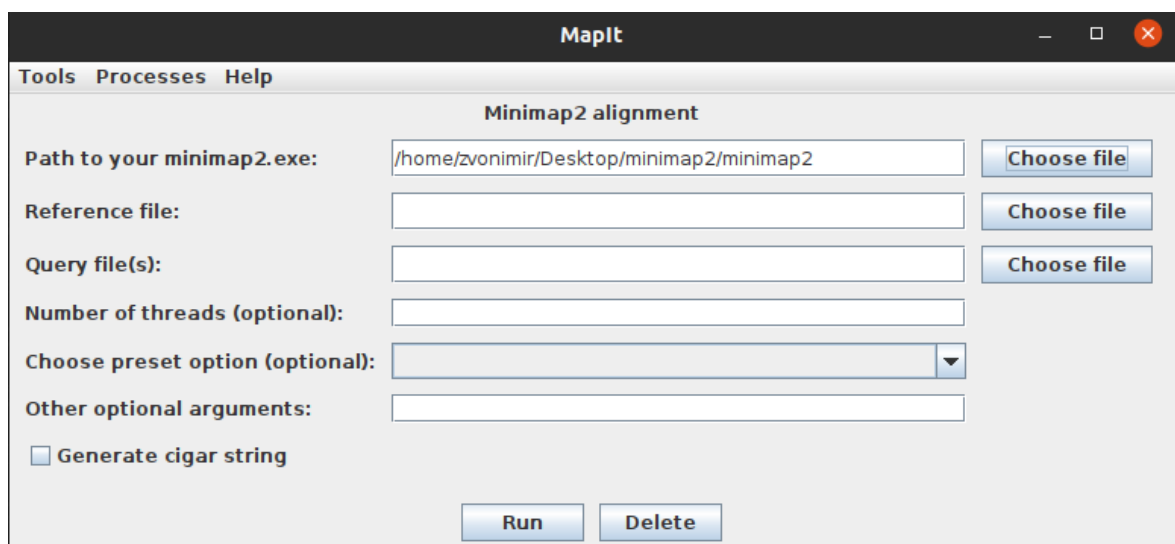 MapIt
Tools Processes Help
Minimap2 alignment
Path to your minimap2.exe: /home/zvonimir/Desktop/minimap2/minimap2 Choose file
Reference file: Choose file
Query file(s): Choose file
Number of threads (optional):
Choose preset option (optional):
Other optional arguments:
Generate cigar string
Run Delete